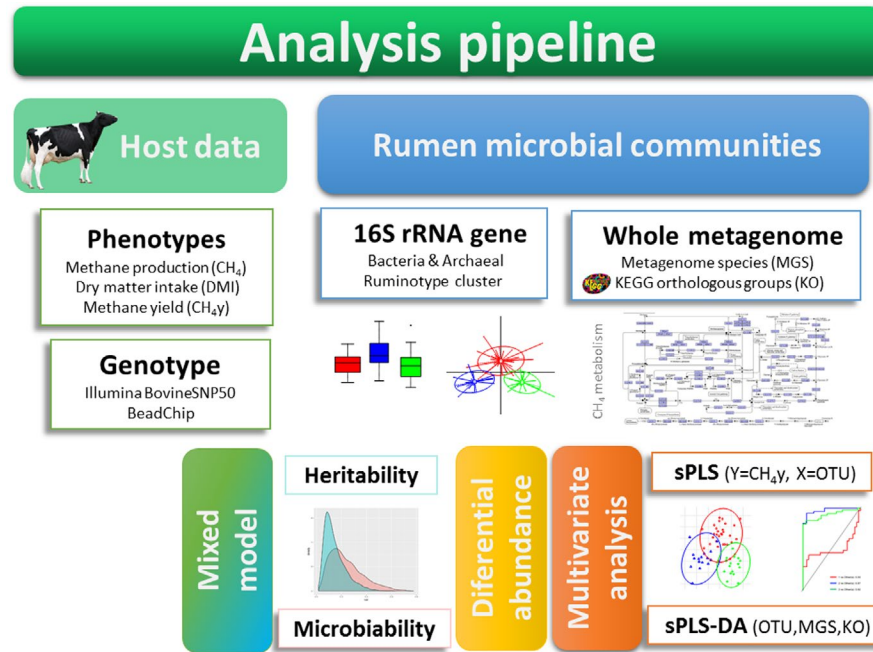 Analysis pipeline
Host data
Rumen microbial communities
Phenotypes
Methane production (CH₄)
Dry matter intake (DMI)
Methane yield (CH₄y)
Genotype
Illumina BovineSNP50
BeadChip
16S rRNA gene
Bacteria & Archaeal
Ruminotype cluster
Whole metagenome
Metagenome species (MGS)
KEGG
KEGG orthologous groups (KO)
CH₄ metabolism
Mixed
model
Heritability
Microbiability
Diferential
abundance
Multivariate
analysis
sPLS (Y=CH₄y, X=OTU)
sPLS-DA (OTU,MGS,KO)